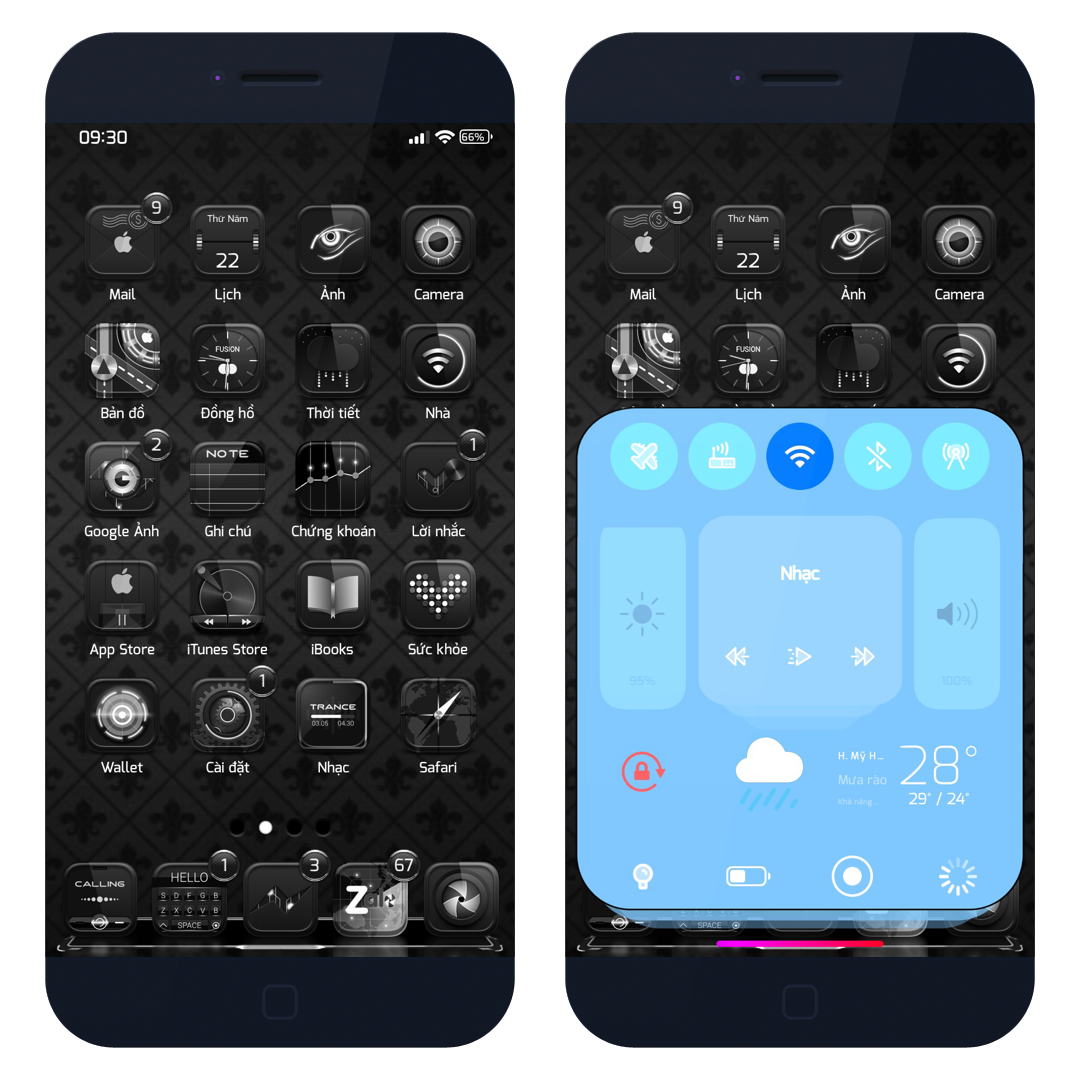 09:30
66%
9
Thứ Năm
22
Mail
Lịch
Ảnh
Camera
FUSION
Bản đồ
Đồng hồ
Thời tiết
Nhà
2
NOTE
1
Google Ảnh
Ghi chú
Chứng khoán
Lời nhắc
App Store
iTunes Store
iBooks
Sức khỏe
1
TRANCE
03.05 04.30
Wallet
Cài đặt
Nhạc
Safari
CALLING
1
HELLO
S D F G B
Z X C V B
SPACE
3
67
Z
9
Thứ Năm
22
Mail
Lịch
Ảnh
Camera
FUSION
Nhạc
95%
100%
H. Mỹ H...
Mưa rào
Khả năng...
28°
29° / 24°
SPACE